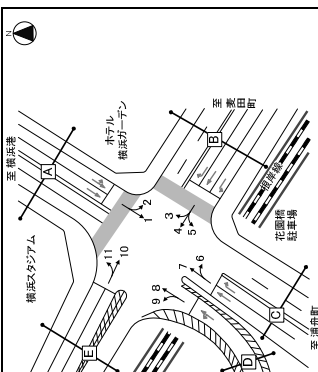 N
至 横浜港
A
ホテル
横浜ガーデン
至 麦田町
B
横浜スタジアム
1
2
3
4
5
根岸線
花園橋
駐車場
11
10
9
8
7
6
E
C
D
至 浦舟町